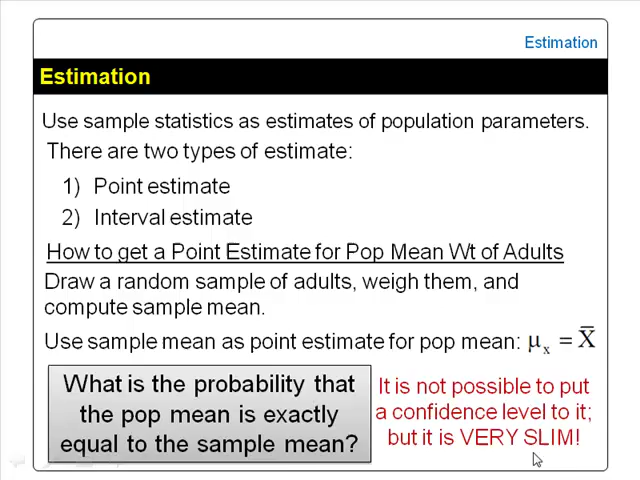 Estimation
Estimation
Use sample statistics as estimates of population parameters.
There are two types of estimate:
1) Point estimate
2) Interval estimate
How to get a Point Estimate for Pop Mean Wt of Adults
Draw a random sample of adults, weigh them, and
compute sample mean.
Use sample mean as point estimate for pop mean: μₓ = X̄
What is the probability that
the pop mean is exactly
equal to the sample mean?
It is not possible to put
a confidence level to it;
but it is VERY SLIM!